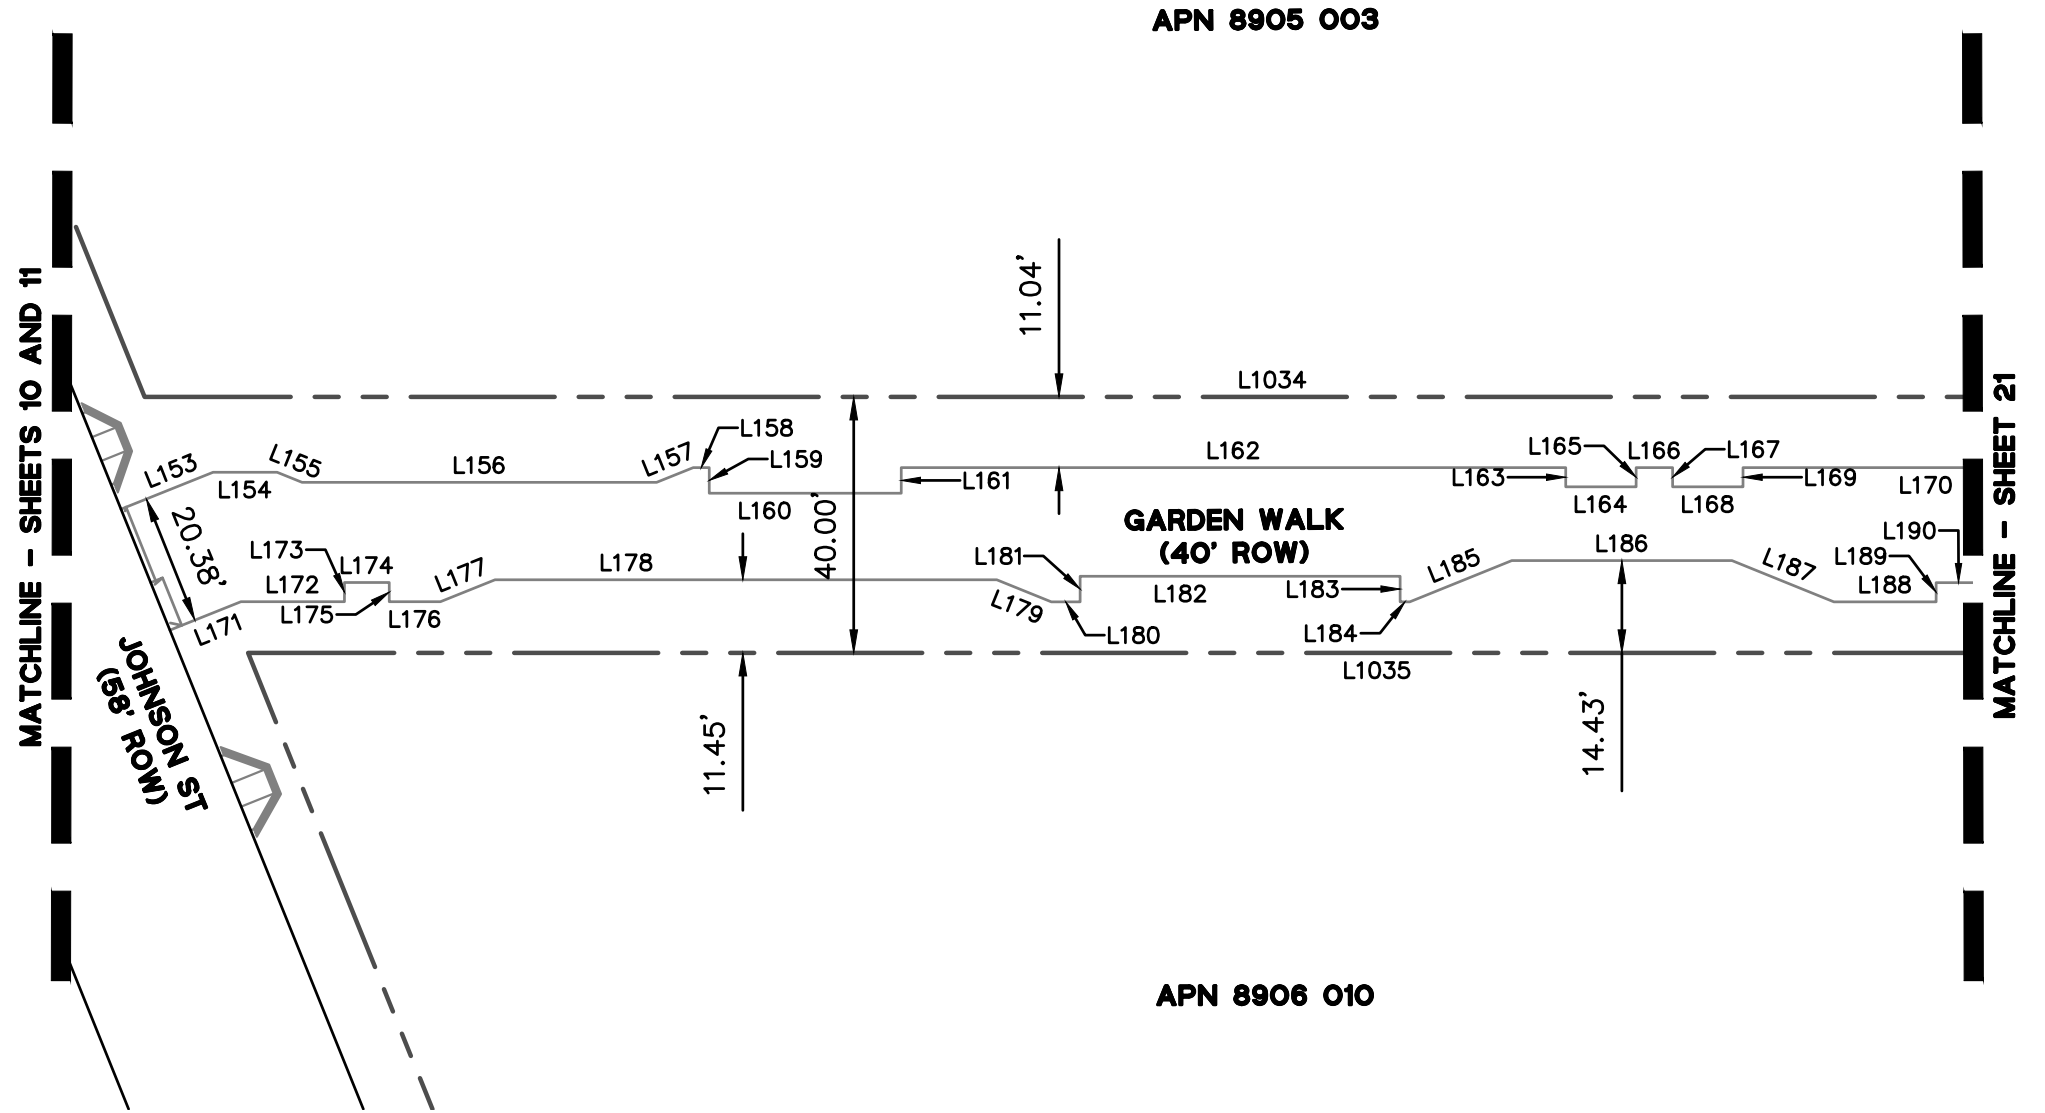 APN 8905 003
MATCHLINE - SHEETS 10 AND 11
MATCHLINE - SHEET 21
11.04'
L1034
L153
L154
L155
L156
L157
L158
L159
L160
L161
L162
L163
L164
L165
L166
L167
L168
L169
L170
20.38'
40.00'
GARDEN WALK
(40' ROW)
L171
L172
L173
L174
L175
L176
L177
L178
L179
L180
L181
L182
L183
L184
L185
L186
L187
L188
L189
L190
L1035
JOHNSON ST
(58' ROW)
11.45'
14.43'
APN 8906 010